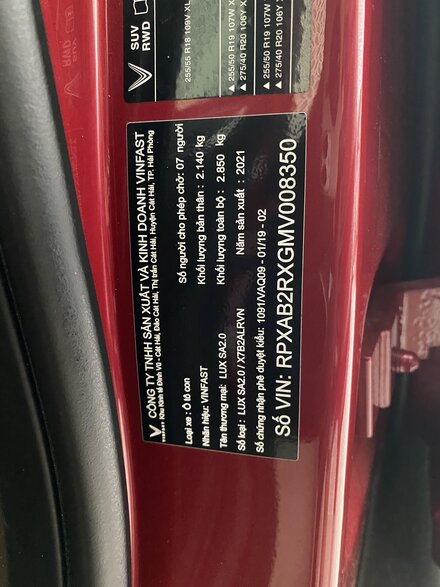 SUV
RWD
255/55 R18 109V XL
▲ 255/50 R19 107W X
▲ 275/40 R20 106Y X
▲ 255/50 R19 107W X
▲ 275/40 R20 106Y
VINFAST
CÔNG TY TNHH SẢN XUẤT VÀ KINH DOANH VINFAST
Khu Kinh tế Đình Vũ - Cát Hải, Đảo Cát Hải, Thị trấn Cát Hải, Huyện Cát Hải, TP. Hải Phòng
Loại xe : Ô tô con
Số người cho phép chở: 07 người
Nhãn hiệu: VINFAST
Khối lượng bản thân : 2.140 kg
Tên thương mại: LUX SA2.0
Khối lượng toàn bộ : 2.850 kg
Số loại : LUX SA2.0 / X7B2ALRVN
Năm sản xuất : 2021
Số chứng nhận phê duyệt kiểu: 1091/VAQ09 - 01/19 - 02
Số VIN: RPXAB2RXGMV008350